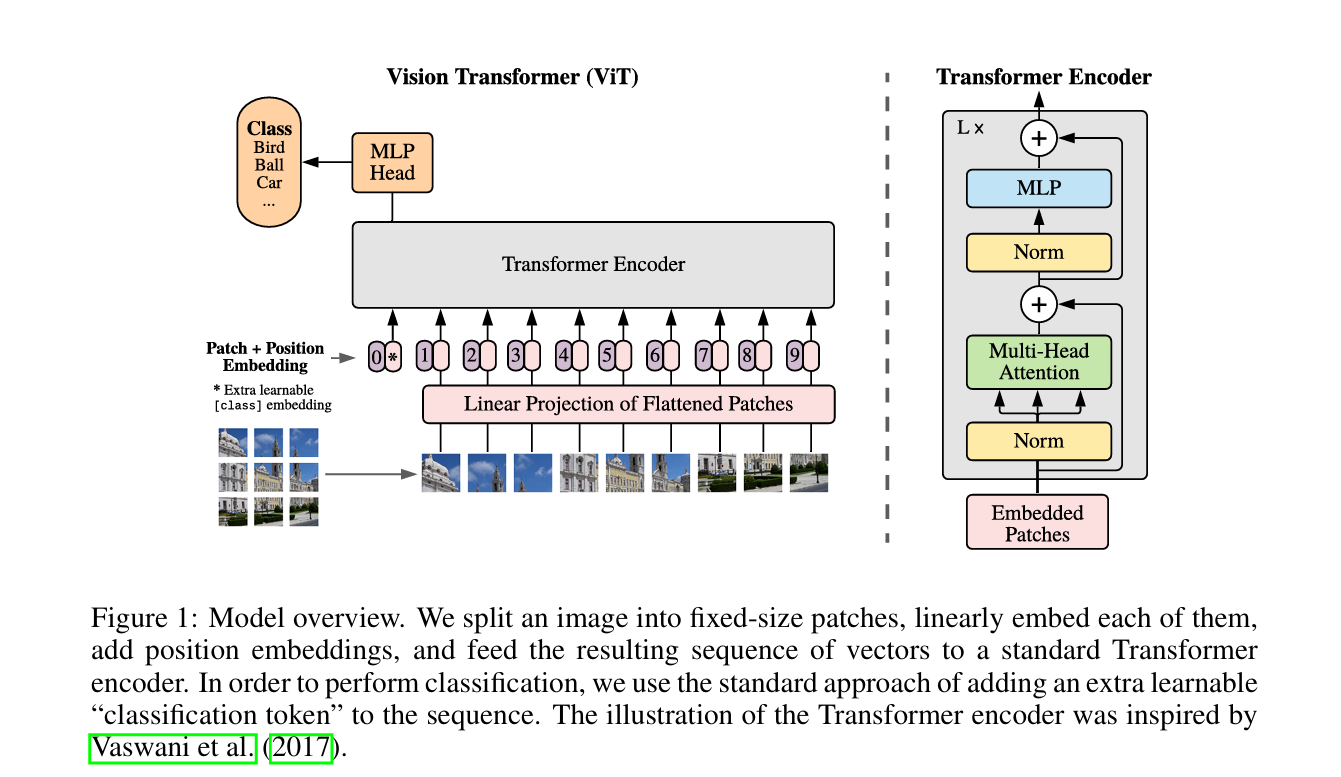 Vision Transformer (ViT)
Class
Bird
Ball
Car
...
MLP
Head
Transformer Encoder
Patch + Position
Embedding
* Extra learnable
[class] embedding
0 * 1 2 3 4 5 6 7 8 9
Linear Projection of Flattened Patches
Transformer Encoder
L ×
+
MLP
Norm
+
Multi-Head
Attention
Norm
Embedded
Patches
Figure 1: Model overview. We split an image into fixed-size patches, linearly embed each of them,
add position embeddings, and feed the resulting sequence of vectors to a standard Transformer
encoder. In order to perform classification, we use the standard approach of adding an extra learnable
“classification token” to the sequence. The illustration of the Transformer encoder was inspired by
Vaswani et al. (2017).